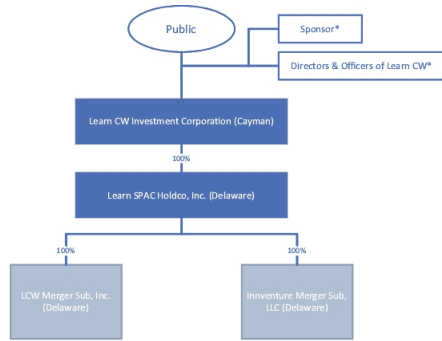 Public
Sponsor*
Directors & Officers of Learn CW*
Learn CW Investment Corporation (Cayman)
100%
Learn SPAC Holdco, Inc. (Delaware)
100%
100%
LCW Merger Sub, Inc.
(Delaware)
Innventure Merger Sub,
LLC (Delaware)